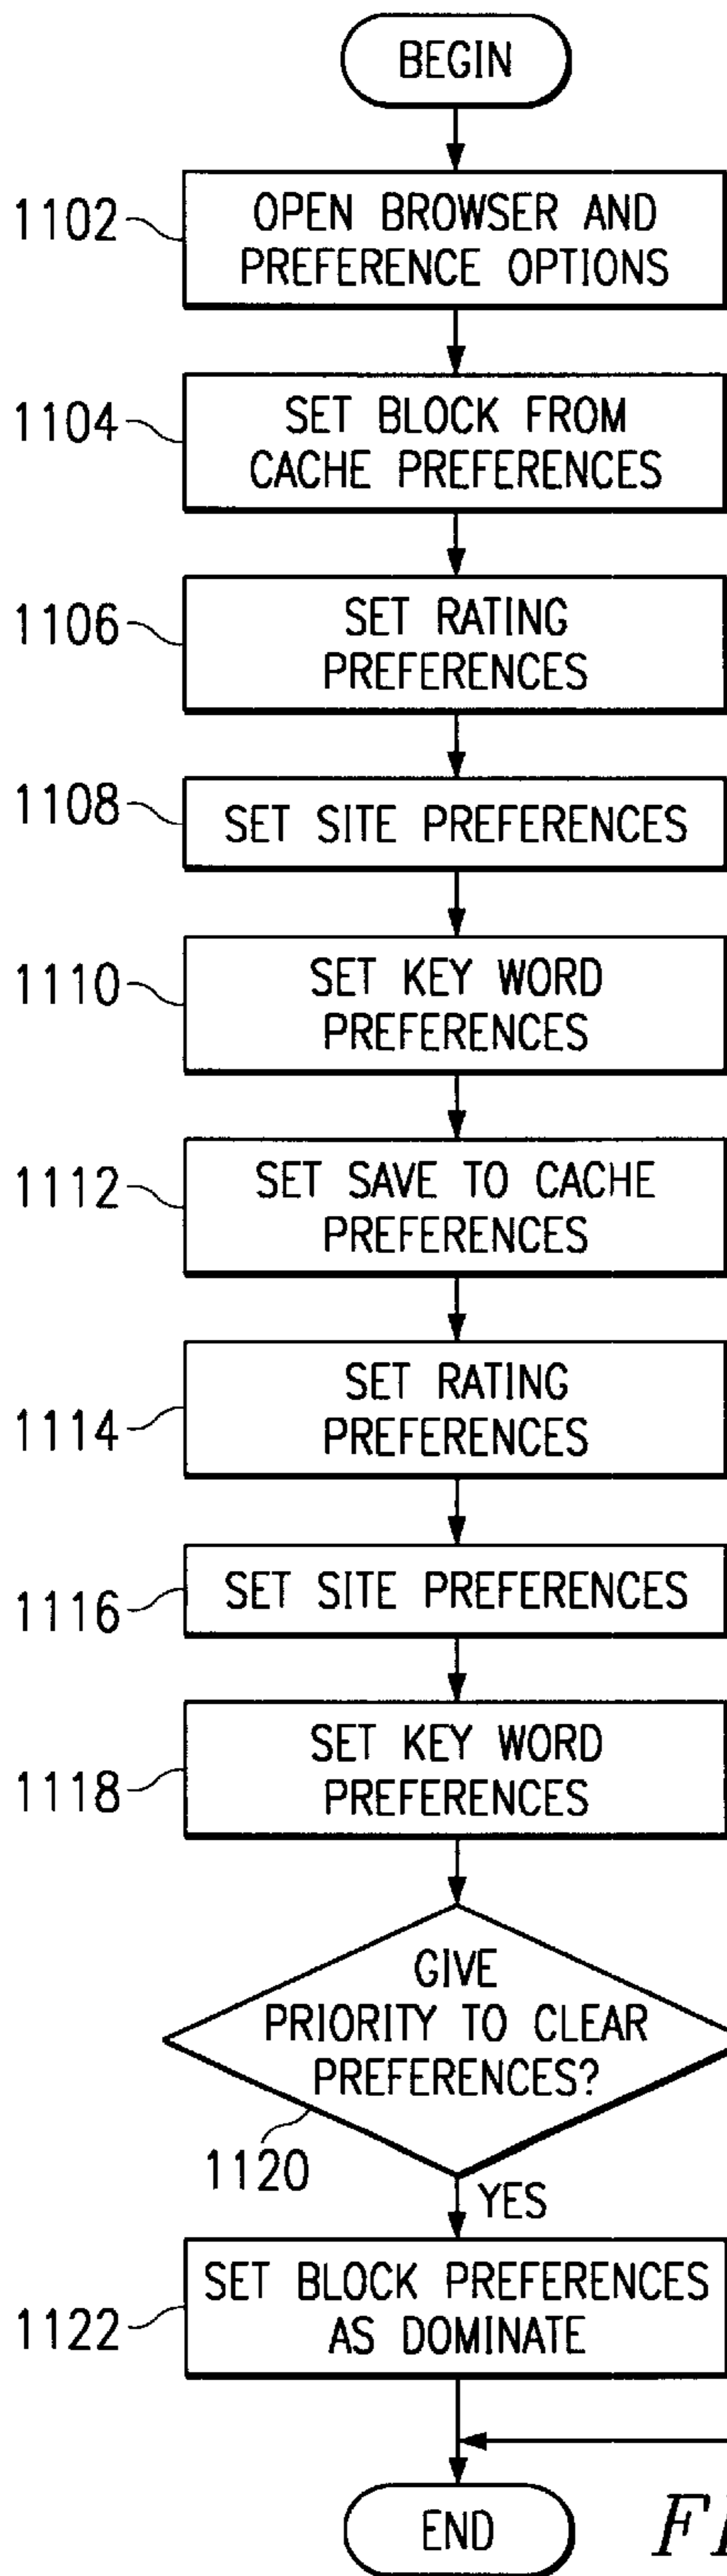 BEGIN
1102
OPEN BROWSER AND
PREFERENCE OPTIONS
1104
SET BLOCK FROM
CACHE PREFERENCES
1106
SET RATING
PREFERENCES
1108
SET SITE PREFERENCES
1110
SET KEY WORD
PREFERENCES
1112
SET SAVE TO CACHE
PREFERENCES
1114
SET RATING
PREFERENCES
1116
SET SITE PREFERENCES
1118
SET KEY WORD
PREFERENCES
GIVE
PRIORITY TO CLEAR
PREFERENCES?
1120
YES
1122
SET BLOCK PREFERENCES
AS DOMINATE
END